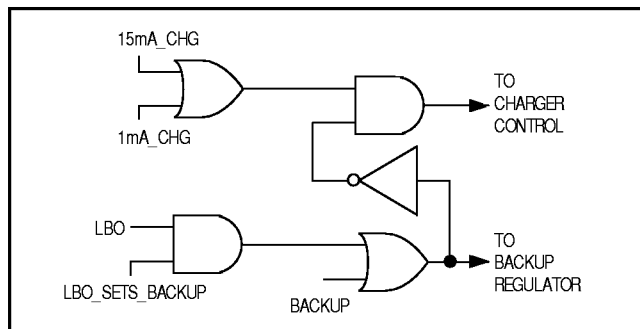 15mA_CHG
1mA_CHG
TO
CHARGER
CONTROL
LBO
LBO_SETS_BACKUP
BACKUP
TO
BACKUP
REGULATOR